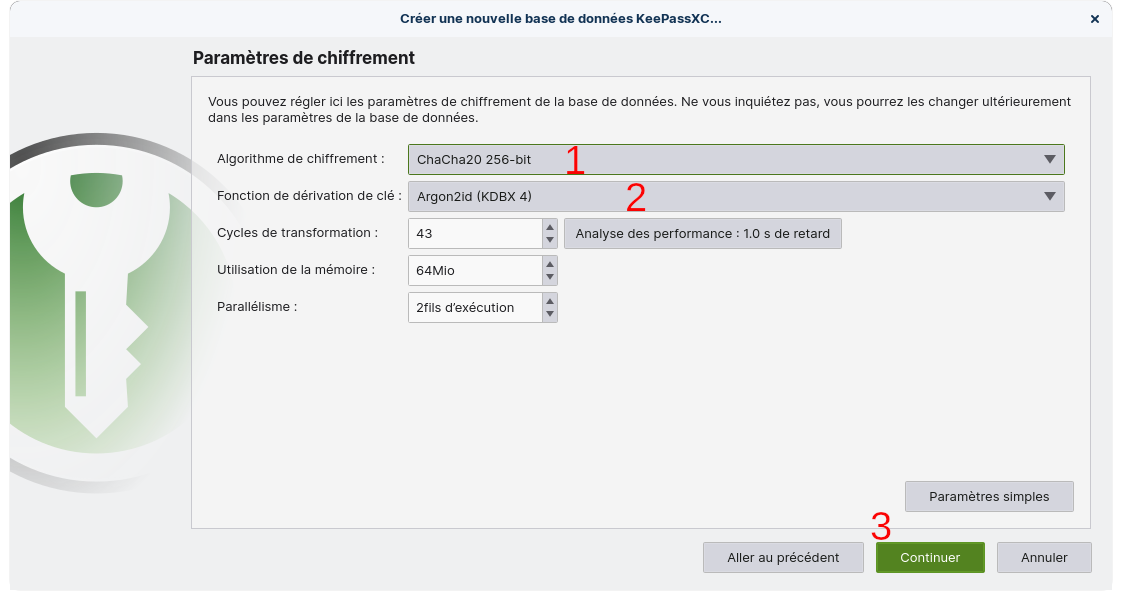 Créer une nouvelle base de données KeePassXC...
Paramètres de chiffrement
Vous pouvez régler ici les paramètres de chiffrement de la base de données. Ne vous inquiétez pas, vous pourrez les changer ultérieurement
dans les paramètres de la base de données.
Algorithme de chiffrement : ChaCha20 256-bit 1
Fonction de dérivation de clé : Argon2id (KDBX 4) 2
Cycles de transformation : 43 Analyse des performance : 1.0 s de retard
Utilisation de la mémoire : 64Mio
Parallélisme : 2fils d’exécution
Paramètres simples
3
Aller au précédent Continuer Annuler